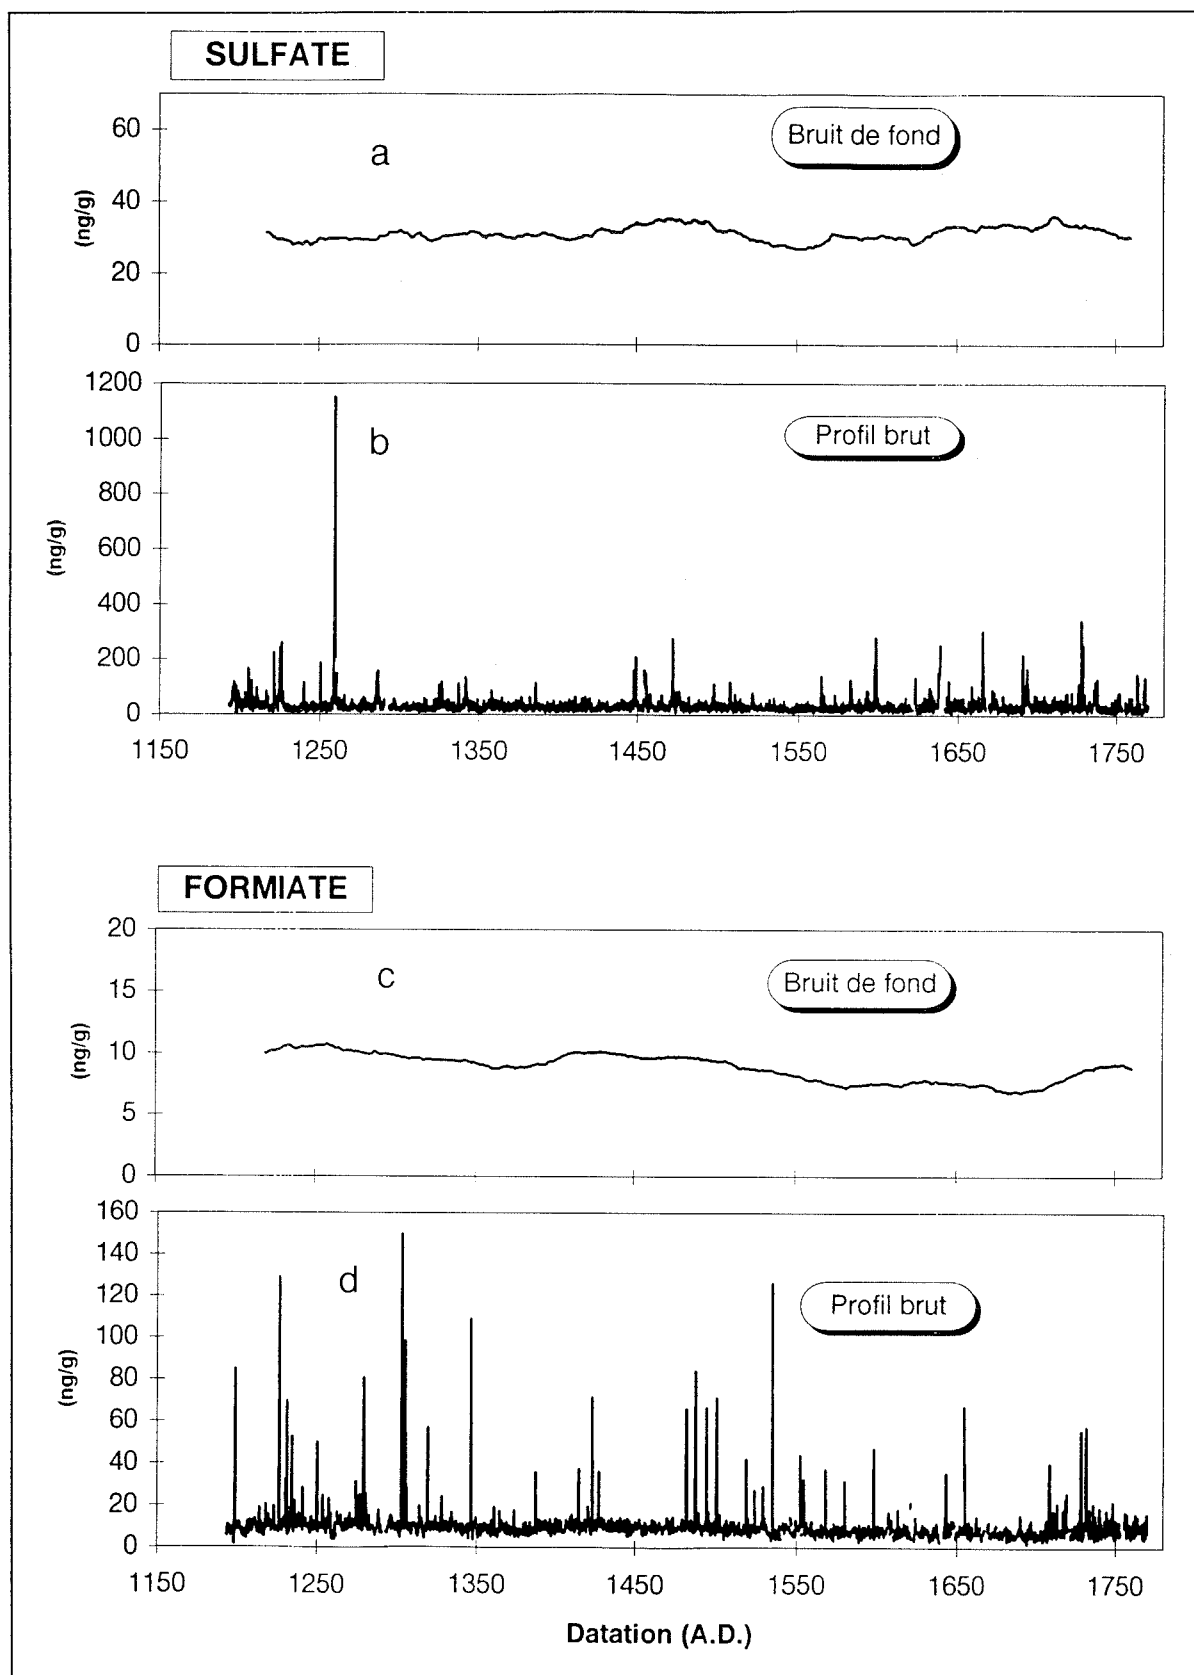 SULFATE
60
40
20
0
(ng/g)
a
Bruit de fond
1200
1000
800
600
400
200
0
(ng/g)
b
Profil brut
1150 1250 1350 1450 1550 1650 1750
FORMIATE
20
15
10
5
0
(ng/g)
c
Bruit de fond
160
140
120
100
80
60
40
20
0
(ng/g)
d
Profil brut
1150 1250 1350 1450 1550 1650 1750
Datation (A.D.)